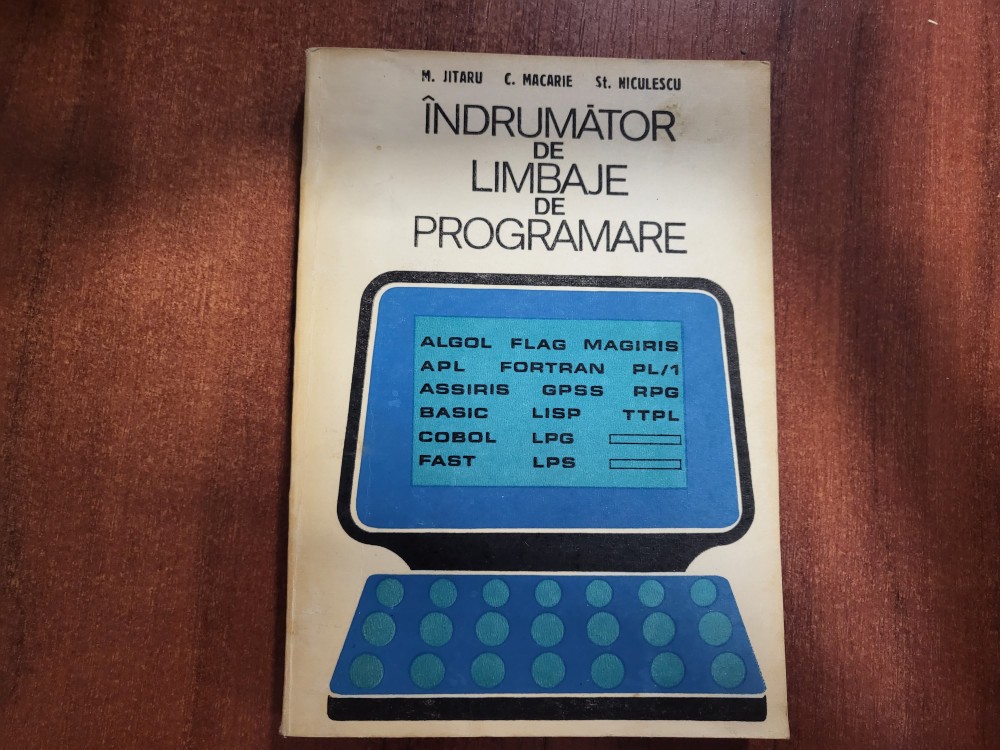 M. JITARU C. MACARIE St. NICULESCU
ÎNDRUMĂTOR
DE
LIMBAJE
DE
PROGRAMARE
ALGOL FLAG MAGIRIS
APL FORTRAN PL/1
ASSIRIS GPSS RPG
BASIC LISP TTPL
COBOL LPG
FAST LPS